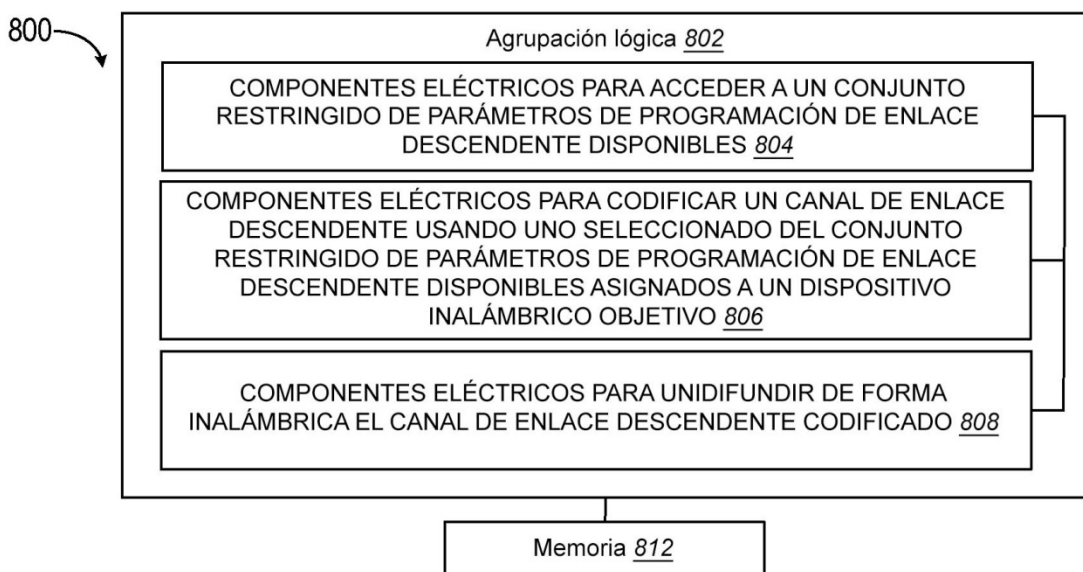 800
Agrupación lógica 802
COMPONENTES ELÉCTRICOS PARA ACCEDER A UN CONJUNTO
RESTRINGIDO DE PARÁMETROS DE PROGRAMACIÓN DE ENLACE
DESCENDENTE DISPONIBLES 804
COMPONENTES ELÉCTRICOS PARA CODIFICAR UN CANAL DE ENLACE
DESCENDENTE USANDO UNO SELECCIONADO DEL CONJUNTO
RESTRINGIDO DE PARÁMETROS DE PROGRAMACIÓN DE ENLACE
DESCENDENTE DISPONIBLES ASIGNADOS A UN DISPOSITIVO
INALÁMBRICO OBJETIVO 806
COMPONENTES ELÉCTRICOS PARA UNIDIFUNDIR DE FORMA
INALÁMBRICA EL CANAL DE ENLACE DESCENDENTE CODIFICADO 808
Memoria 812